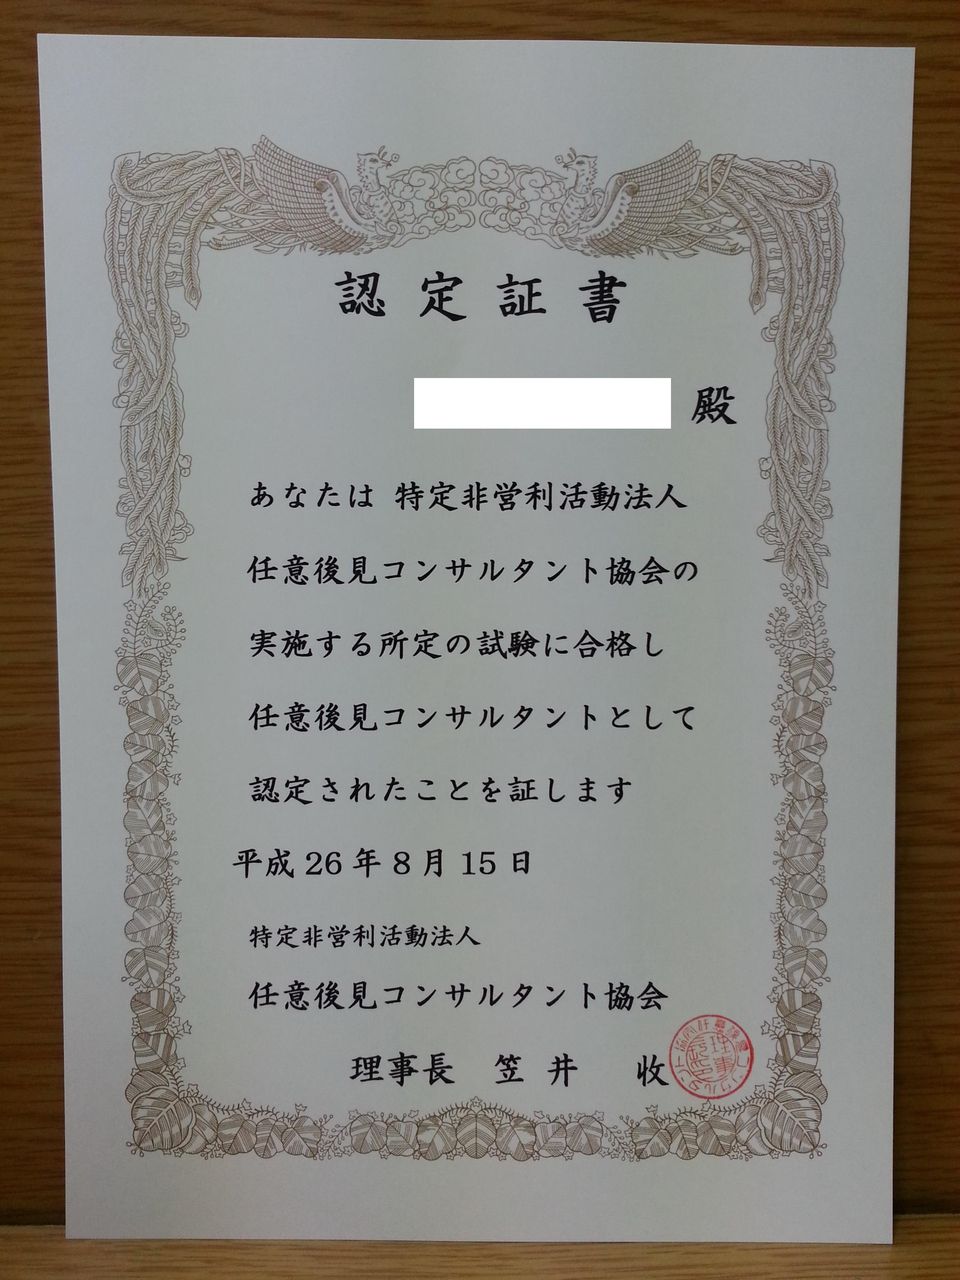 認定証書
殿
あなたは 特定非営利活動法人
任意後見コンサルタント協会の
実施する所定の試験に合格し
任意後見コンサルタントとして
認定されたことを証します
平成26年8月15日
特定非営利活動法人
任意後見コンサルタント協会
理事長 笠井 收